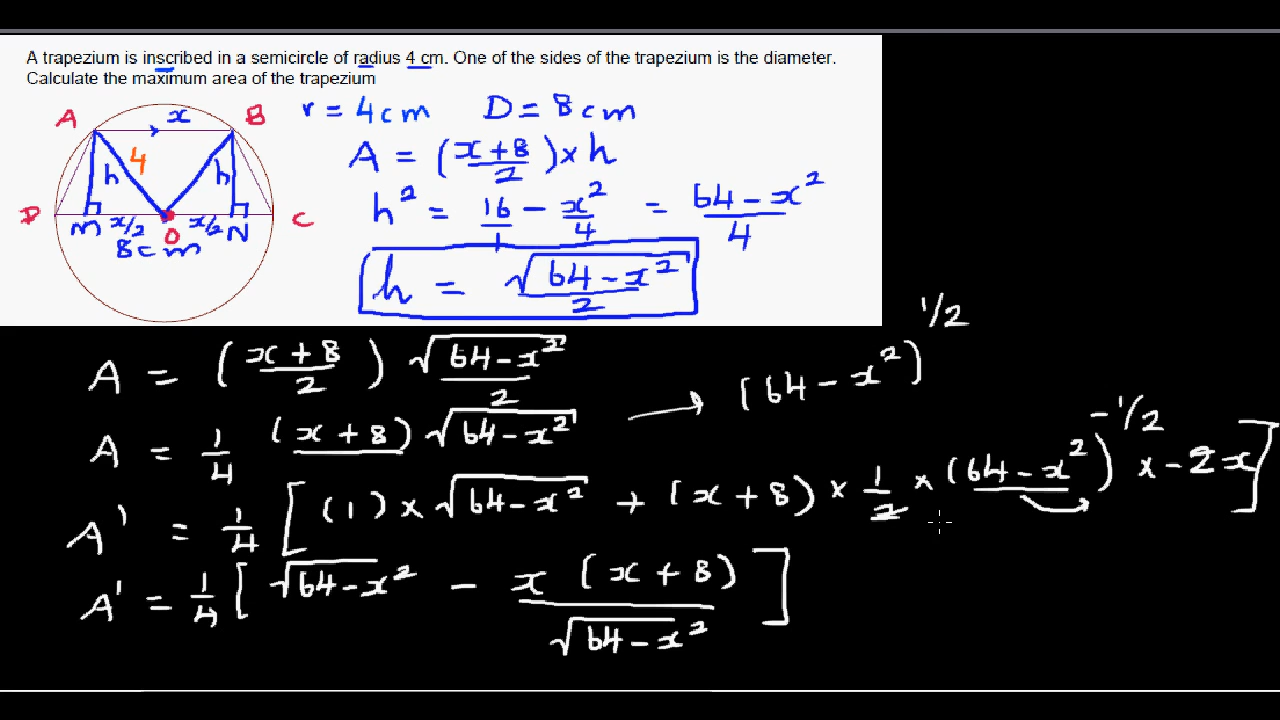 A trapezium is inscribed in a semicircle of radius 4 cm. One of the sides of the trapezium is the diameter.
Calculate the maximum area of the trapezium
A x B
r = 4cm D = 8cm
4
h h
A = (x+8/2) × h
h² = 16/1 - x²/4 = 64-x²/4
D M x/2 O x/2 N C
8cm
h = √64-x²/2
A = (x+8/2) √64-x²/2
A = 1/4 (x+8) √64-x² → (64-x²)^1/2
A' = 1/4 [(1) × √64-x² + (x+8) × 1/2 × (64-x²)^-1/2 × -2x]
A' = 1/4 [√64-x² - x(x+8)/√64-x²]